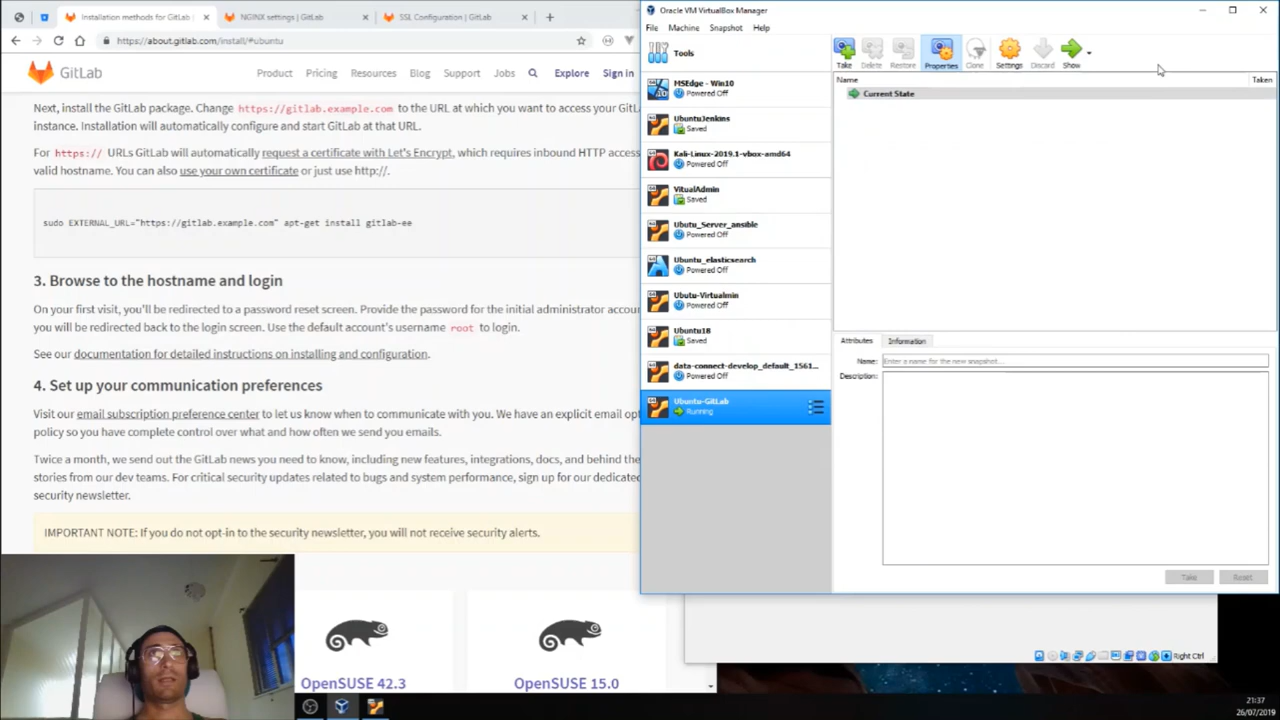 Installation methods for GitLab
NGINX settings | GitLab
SSL Configuration | GitLab
https://about.gitlab.com/install/#ubuntu
GitLab
Product
Pricing
Resources
Blog
Support
Jobs
Explore
Sign in
Next, install the GitLab package. Change https://gitlab.example.com to the URL at which you want to access your GitL
instance. Installation will automatically configure and start GitLab at that URL.
For https:// URLs GitLab will automatically request a certificate with Let's Encrypt, which requires inbound HTTP access
valid hostname. You can also use your own certificate or just use http://.
sudo EXTERNAL_URL="https://gitlab.example.com" apt-get install gitlab-ee
3. Browse to the hostname and login
On your first visit, you'll be redirected to a password reset screen. Provide the password for the initial administrator accou
you will be redirected back to the login screen. Use the default account's username root to login.
See our documentation for detailed instructions on installing and configuration.
4. Set up your communication preferences
Visit our email subscription preference center to let us know when to communicate with you. We have an explicit email opt
policy so you have complete control over what and how often we send you emails.
Twice a month, we send out the GitLab news you need to know, including new features, integrations, docs, and behind the
stories from our dev teams. For critical security updates related to bugs and system performance, sign up for our dedicated
security newsletter.
IMPORTANT NOTE: If you do not opt-in to the security newsletter, you will not receive security alerts.
OpenSUSE 42.3
OpenSUSE 15.0
Oracle VM VirtualBox Manager
File
Machine
Snapshot
Help
Tools
Take
Delete
Restore
Properties
Clone
Settings
Discard
Show
MSEdge - Win10
Powered Off
UbuntuJenkins
Saved
Kali-Linux-2019.1-vbox-amd64
Powered Off
VitualAdmin
Saved
Ubutu_Server_ansible
Powered Off
Ubuntu_elasticsearch
Powered Off
Ubutu-Virtualmin
Powered Off
Ubuntu18
Saved
data-connect-develop_default_1561...
Powered Off
Ubuntu-GitLab
Running
Name
Taken
Current State
Attributes
Information
Name:
Enter a name for the new snapshot...
Description:
Take
Reset
Right Ctrl
21:37
26/07/2019